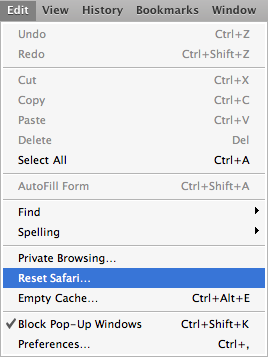 Edit View History Bookmarks Window
Undo Ctrl+Z
Redo Ctrl+Shift+Z
Cut Ctrl+X
Copy Ctrl+C
Paste Ctrl+V
Delete Del
Select All Ctrl+A
AutoFill Form Ctrl+Shift+A
Find
Spelling
Private Browsing...
Reset Safari...
Empty Cache... Ctrl+Alt+E
Block Pop-Up Windows Ctrl+Shift+K
Preferences... Ctrl+,